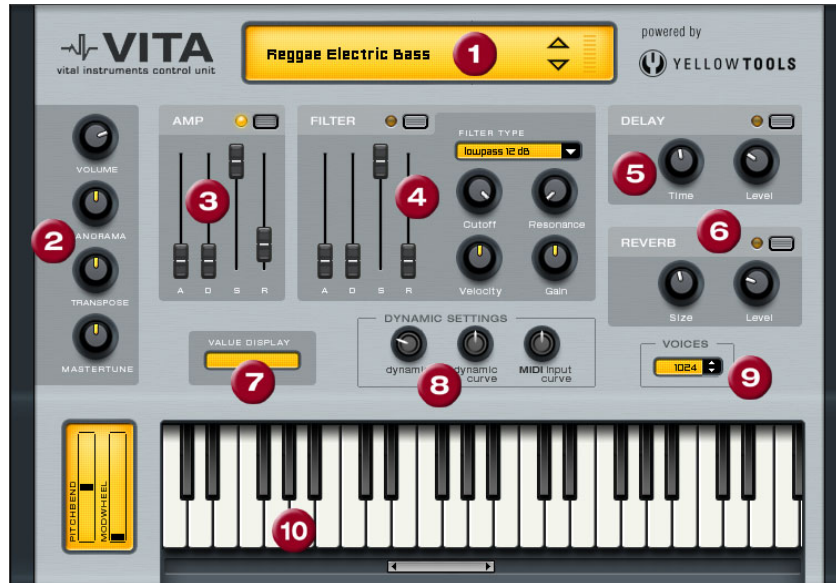 VITA
vital instruments control unit
Reggae Electric Bass
1
powered by
YELLOWTOOLS
VOLUME
2
ANORAMA
TRANSPOSE
MASTERTUNE
AMP
3
A D S R
FILTER
4
A D S R
FILTER TYPE
lowpass 12 dB
Cutoff Resonance
Velocity Gain
DELAY
5
Time Level
6
REVERB
Size Level
VALUE DISPLAY
7
DYNAMIC SETTINGS
dynamic
8
dynamic
curve
MIDI Input
curve
VOICES
1024
9
PITCHBEND
MODWHEEL
10